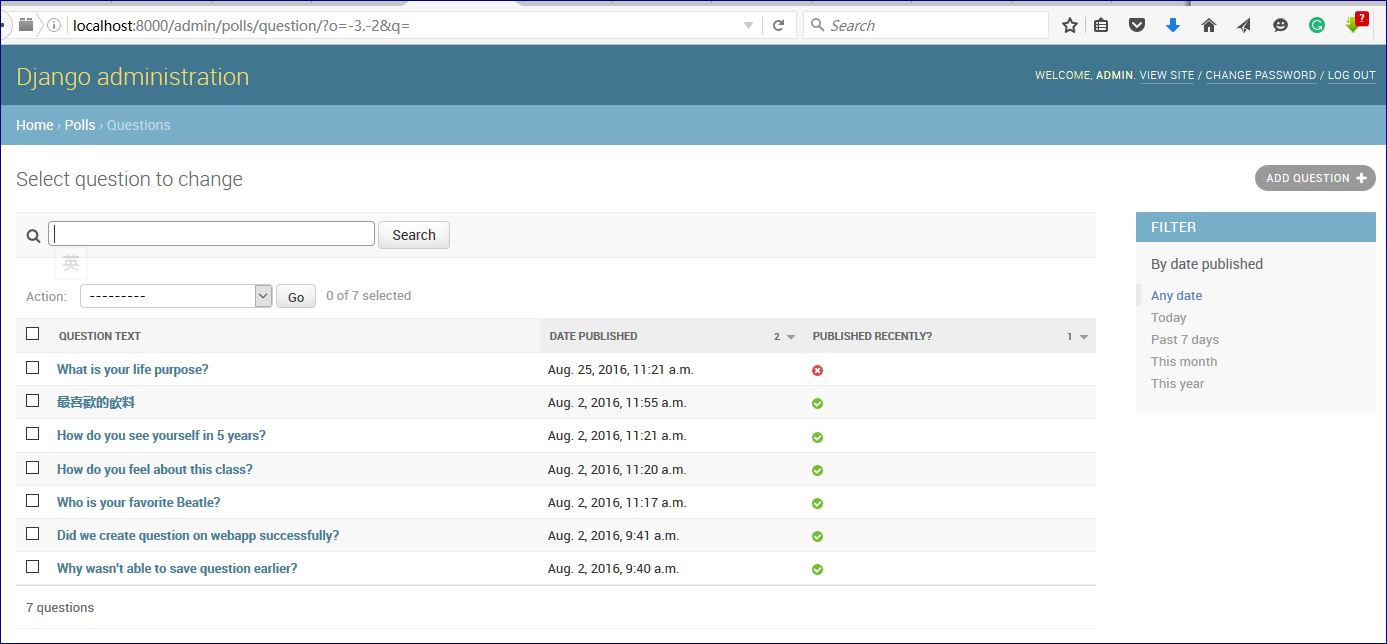 localhost:8000/admin/polls/question/?o=-3.-2&q=
Search
?
Django administration
WELCOME, ADMIN. VIEW SITE / CHANGE PASSWORD / LOG OUT
Home › Polls › Questions
Select question to change
ADD QUESTION +
Search
英
Action: --------- Go 0 of 7 selected
QUESTION TEXT DATE PUBLISHED 2 PUBLISHED RECENTLY? 1
What is your life purpose? Aug. 25, 2016, 11:21 a.m.
最喜歡的飲料 Aug. 2, 2016, 11:55 a.m.
How do you see yourself in 5 years? Aug. 2, 2016, 11:21 a.m.
How do you feel about this class? Aug. 2, 2016, 11:20 a.m.
Who is your favorite Beatle? Aug. 2, 2016, 11:17 a.m.
Did we create question on webapp successfully? Aug. 2, 2016, 9:41 a.m.
Why wasn't able to save question earlier? Aug. 2, 2016, 9:40 a.m.
7 questions
FILTER
By date published
Any date
Today
Past 7 days
This month
This year